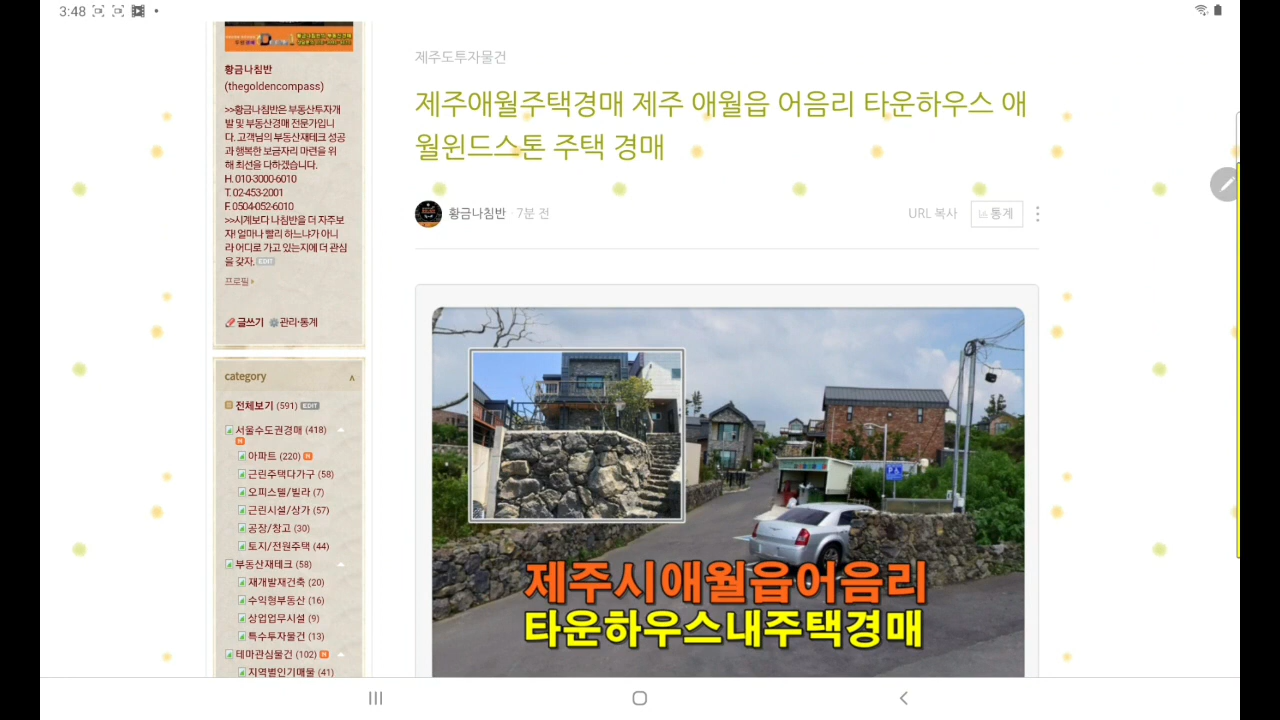 3:48
황금나침반
(thegoldencompass)
>>황금나침반은 부동산투자개
발 및 부동산경매 전문가입니
다. 고객님의 부동산재테크 성공
과 행복한 보금자리 마련을 위
해 최선을 다하겠습니다.
H. 010-3000-6010
T. 02-453-2001
F. 0504-052-6010
>>시계보다 나침반을 더 자주보
자! 얼마나 빨리 하느냐가 아니
라 어디로 가고 있는지에 더 관심
을 갖자. EDIT
프로필
글쓰기 관리·통계
category
전체보기 (591) EDIT
서울수도권경매 (418)
아파트 (220)
근린주택다가구 (58)
오피스텔/빌라 (7)
근린시설/상가 (57)
공장/창고 (30)
토지/전원주택 (44)
부동산재테크 (58)
재개발재건축 (20)
수익형부동산 (16)
상업업무시설 (9)
특수투자물건 (13)
테마관심물건 (102)
지역별인기매물 (41)
제주도투자물건
제주애월주택경매 제주 애월읍 어음리 타운하우스 애
월윈드스톤 주택 경매
황금나침반 7분 전
URL 복사 통계
제주시애월읍어음리
타운하우스내주택경매